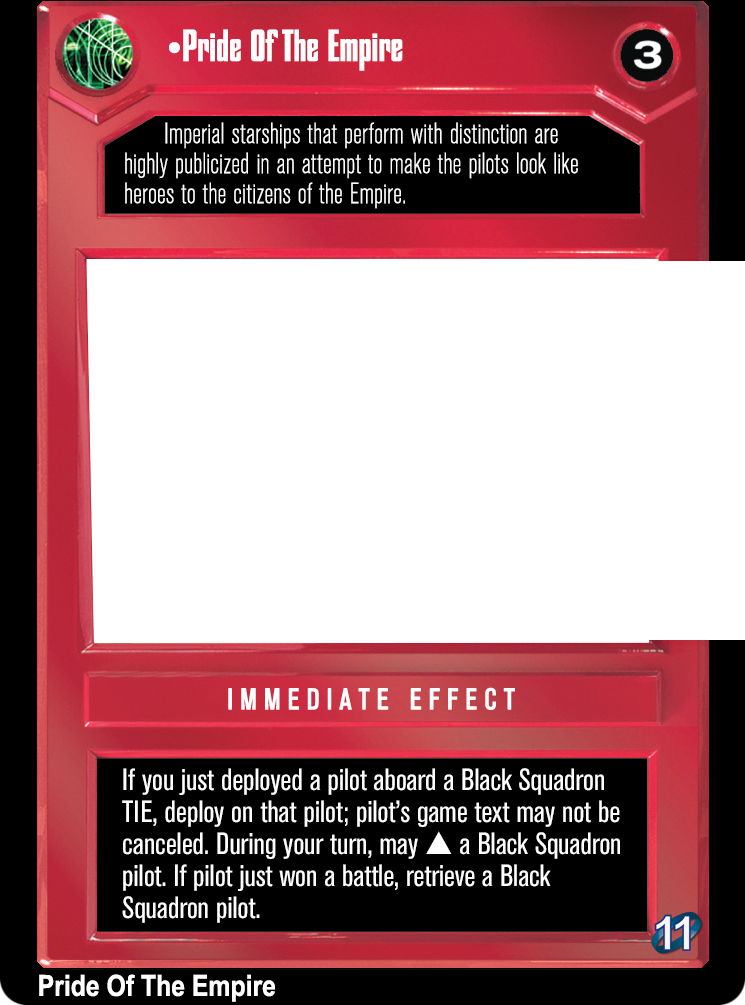 •Pride Of The Empire
3
Imperial starships that perform with distinction are
highly publicized in an attempt to make the pilots look like
heroes to the citizens of the Empire.
IMMEDIATE EFFECT
If you just deployed a pilot aboard a Black Squadron
TIE, deploy on that pilot; pilot’s game text may not be
canceled. During your turn, may ▲ a Black Squadron
pilot. If pilot just won a battle, retrieve a Black
Squadron pilot.
11
Pride Of The Empire